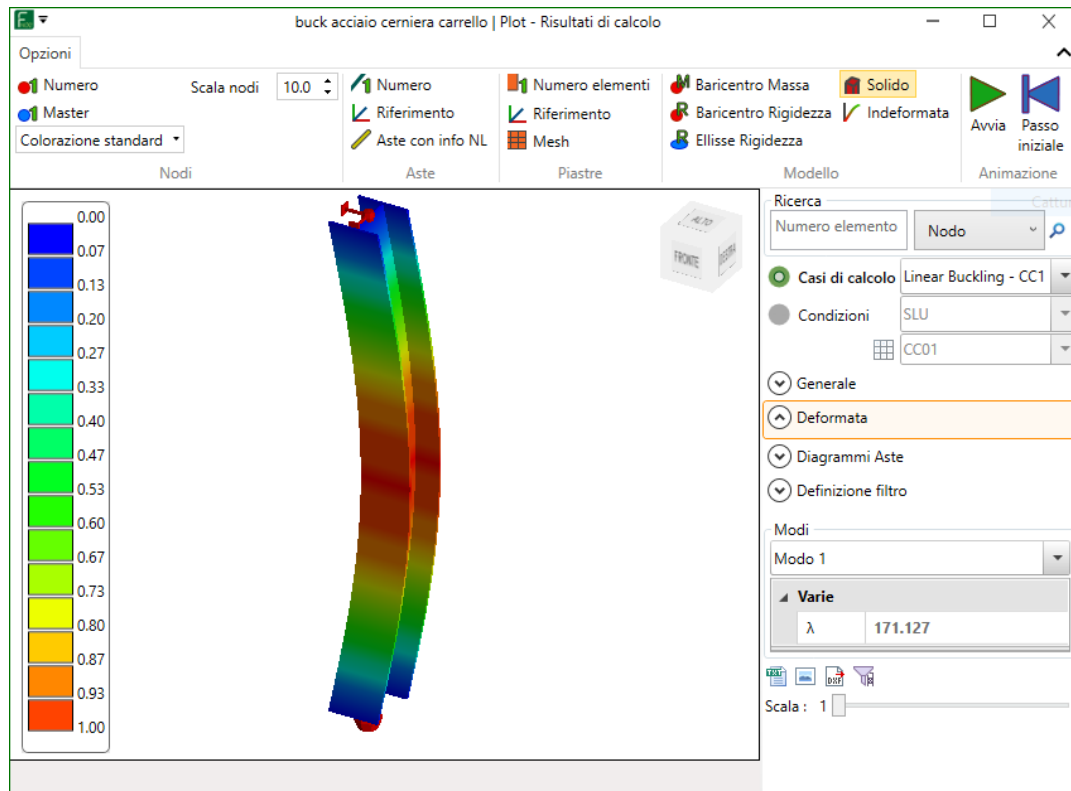 buck acciaio cerniera carrello | Plot - Risultati di calcolo
Opzioni
Numero
Master
Colorazione standard
Scala nodi 10.0
Nodi
Numero
Riferimento
Aste con info NL
Aste
Numero elementi
Riferimento
Mesh
Piastre
Baricentro Massa
Baricentro Rigidezza
Ellisse Rigidezza
Solido
Indeformata
Modello
Avvia
Passo
iniziale
Animazione
0.00
0.07
0.13
0.20
0.27
0.33
0.40
0.47
0.53
0.60
0.67
0.73
0.80
0.87
0.93
1.00
ALTO
FRONTE
DESTRA
Ricerca
Numero elemento
Nodo
Casi di calcolo
Linear Buckling - CC1
Condizioni
SLU
CC01
Generale
Deformata
Diagrammi Aste
Definizione filtro
Modi
Modo 1
Varie
λ 171.127
TXT
DXF
Scala : 1